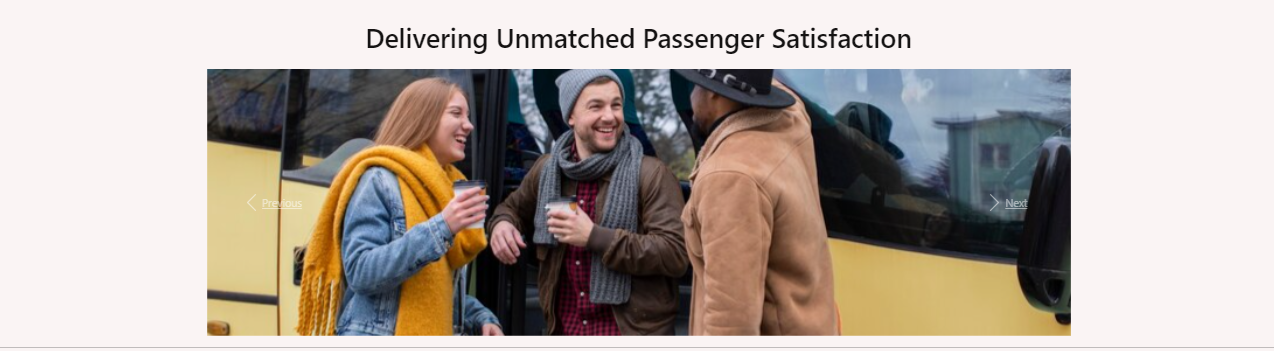 Delivering Unmatched Passenger Satisfaction
Previous
Next